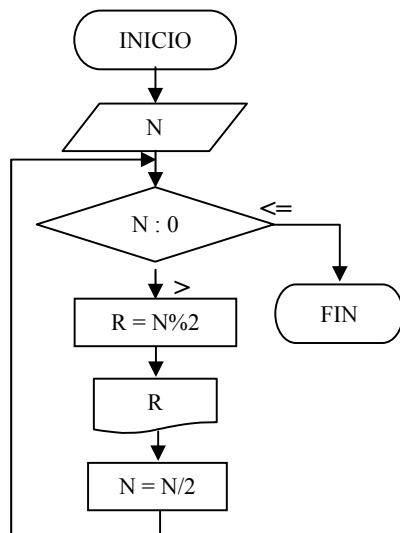 INICIO
N
<=
N : 0
>
R = N%2
FIN
R
N = N/2